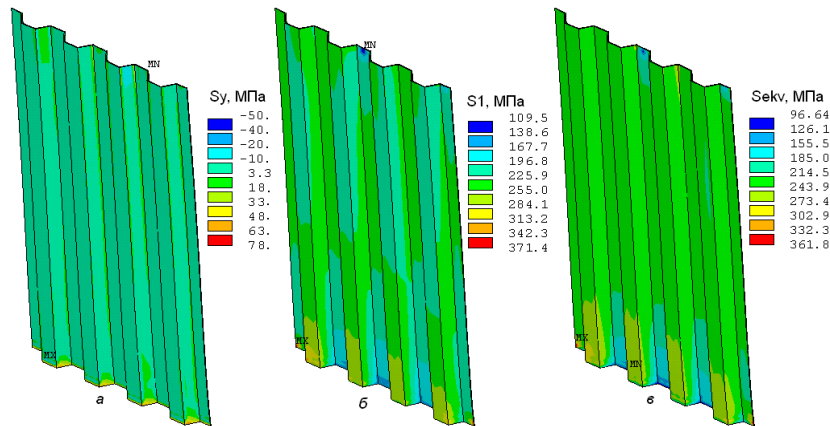 MN
Sy, МПа
-50.
-40.
-20.
-10.
3.3
18.
33.
48.
63.
78.
MX
а
MN
S1, МПа
109.5
138.6
167.7
196.8
225.9
255.0
284.1
313.2
342.3
371.4
MX
б
Sekv, МПа
96.64
126.1
155.5
185.0
214.5
243.9
273.4
302.9
332.3
361.8
MX
MN
в